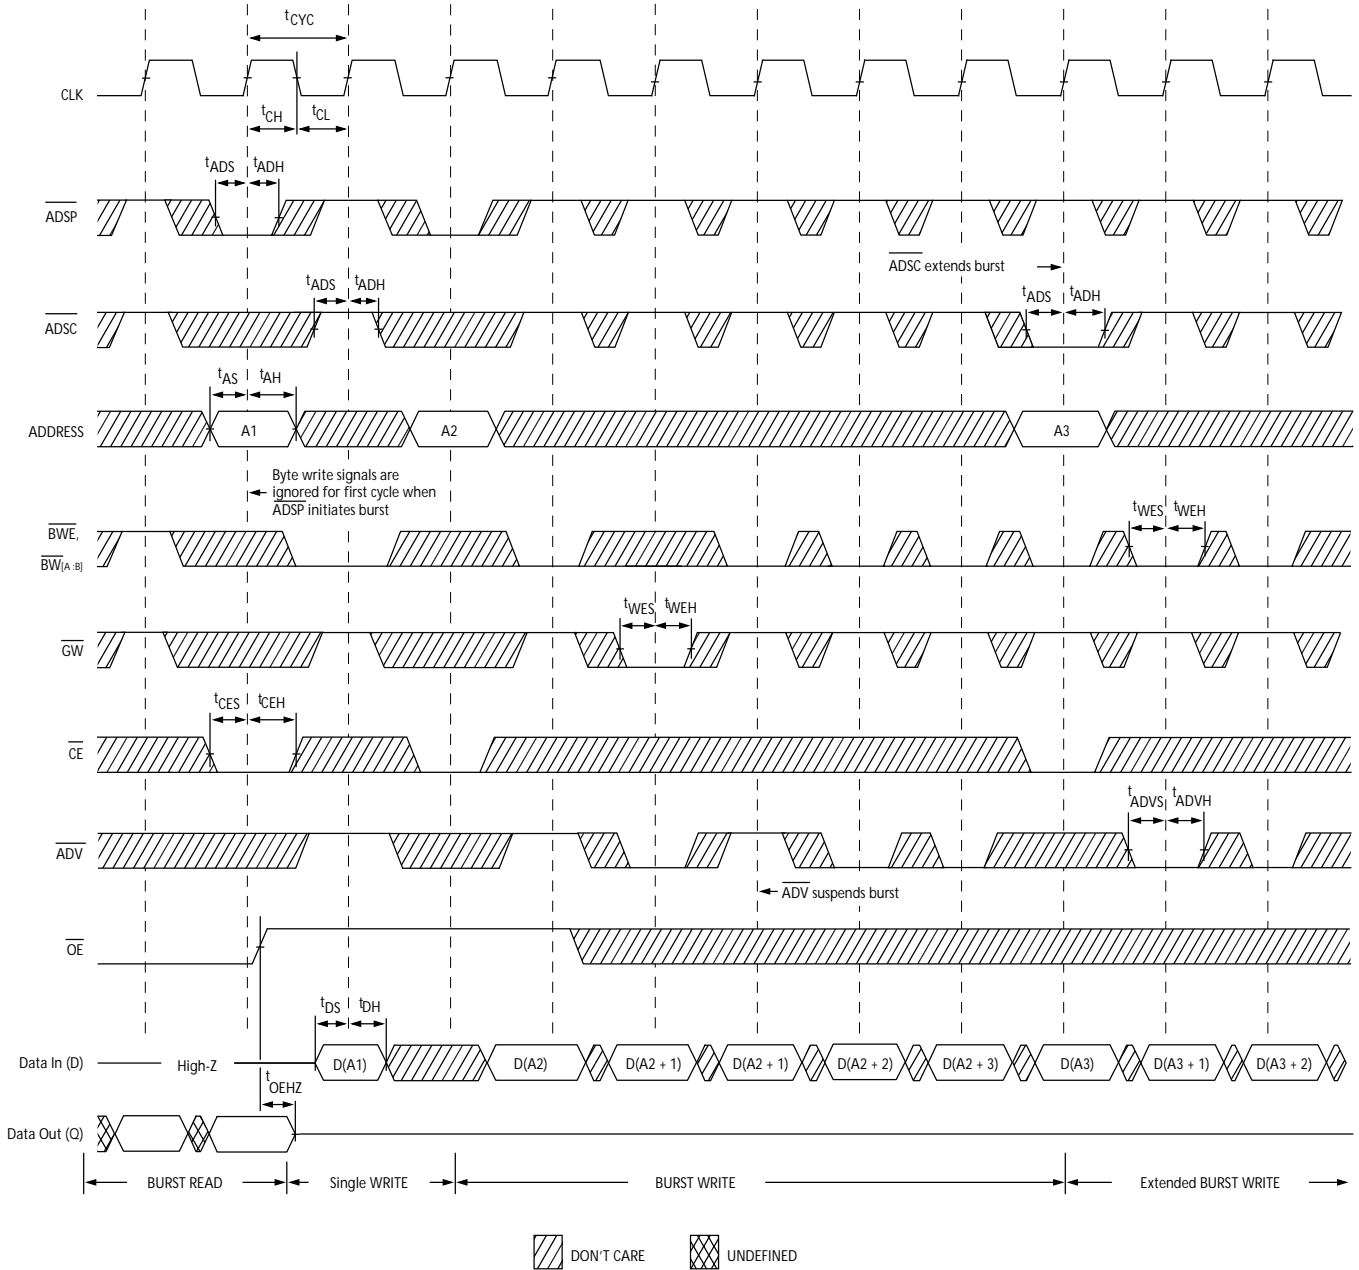 tCYC
CLK
tCH tCL
tADS tADH
ADSP
ADSC extends burst
tADS tADH
tADS tADH
ADSC
tAS tAH
ADDRESS
A1
A2
A3
Byte write signals are
ignored for first cycle when
ADSP initiates burst
BWE,
BW[A :B]
tWES tWEH
tWES tWEH
GW
tCES tCEH
CE
tADVS tADVH
ADV
ADV suspends burst
OE
tDS tDH
Data In (D)
High-Z
D(A1)
D(A2)
D(A2 + 1)
D(A2 + 1)
D(A2 + 2)
D(A2 + 3)
D(A3)
D(A3 + 1)
D(A3 + 2)
tOEHZ
Data Out (Q)
BURST READ
Single WRITE
BURST WRITE
Extended BURST WRITE
DON'T CARE
UNDEFINED